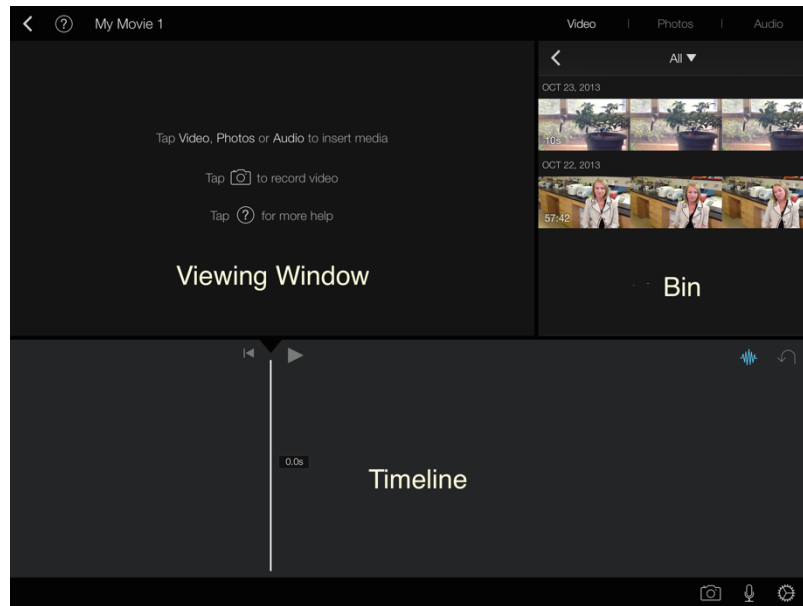 My Movie 1
Video | Photos | Audio
All ▼
OCT 23, 2013
10s
OCT 22, 2013
57:42
Bin
Tap Video, Photos or Audio to insert media
Tap to record video
Tap ? for more help
Viewing Window
0.0s
Timeline